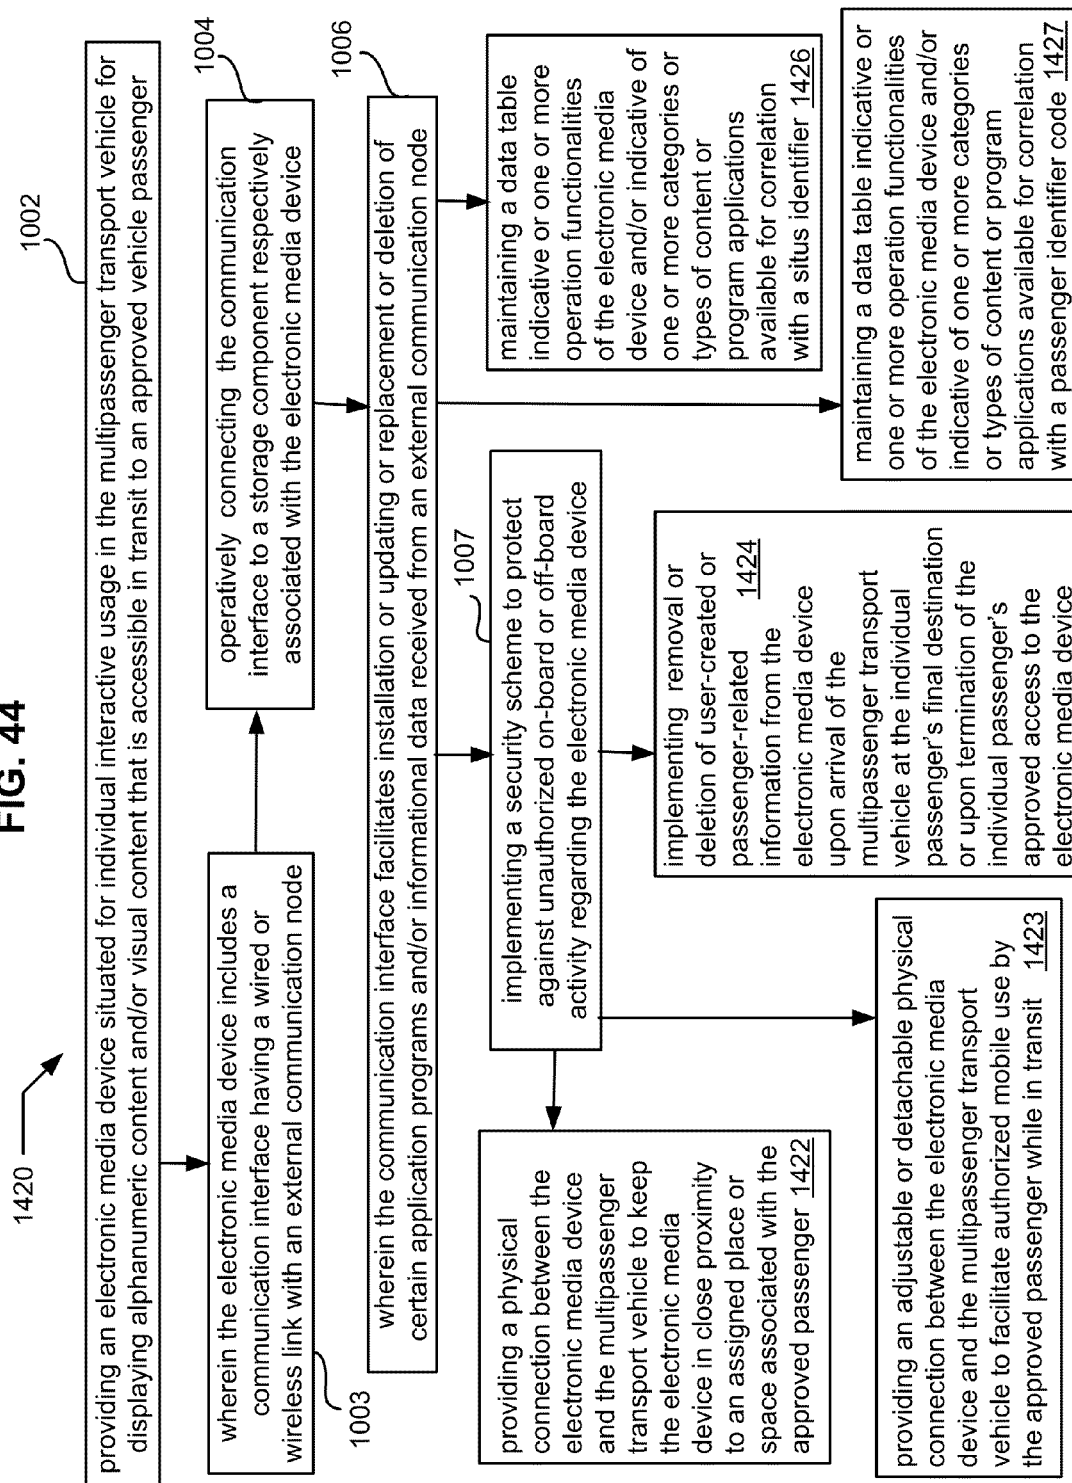 FIG. 44
1420
1002
providing an electronic media device situated for individual interactive usage in the multipassenger transport vehicle for
displaying alphanumeric content and/or visual content that is accessible in transit to an approved vehicle passenger
wherein the electronic media device includes a
communication interface having a wired or
wireless link with an external communication node
1003
operatively connecting the communication
interface to a storage component respectively
associated with the electronic media device
1004
wherein the communication interface facilitates installation or updating or replacement or deletion of
certain application programs and/or informational data received from an external communication node
1006
implementing a security scheme to protect
against unauthorized on-board or off-board
activity regarding the electronic media device
1007
providing a physical
connection between the
electronic media device
and the multipassenger
transport vehicle to keep
the electronic media
device in close proximity
to an assigned place or
space associated with the
approved passenger 1422
providing an adjustable or detachable physical
connection between the electronic media
device and the multipassenger transport
vehicle to facilitate authorized mobile use by
the approved passenger while in transit 1423
implementing removal or
deletion of user-created or
passenger-related 1424
information from the
electronic media device
upon arrival of the
multipassenger transport
vehicle at the individual
passenger's final destination
or upon termination of the
individual passenger's
approved access to the
electronic media device
maintaining a data table
indicative or one or more
operation functionalities
of the electronic media
device and/or indicative of
one or more categories or
types of content or
program applications
available for correlation
with a situs identifier 1426
maintaining a data table indicative or
one or more operation functionalities
of the electronic media device and/or
indicative of one or more categories
or types of content or program
applications available for correlation
with a passenger identifier code 1427